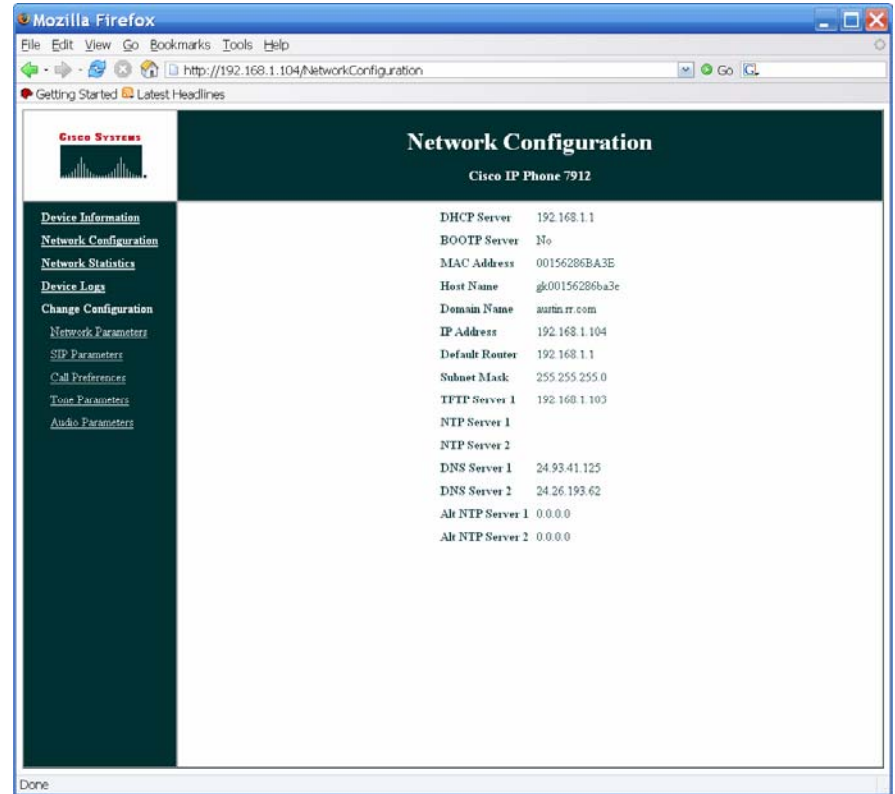 Mozilla Firefox
File Edit View Go Bookmarks Tools Help
http://192.168.1.104/NetworkConfiguration Go G
Getting Started Latest Headlines
CISCO SYSTEMS
Network Configuration
Cisco IP Phone 7912
Device Information
Network Configuration
Network Statistics
Device Logs
Change Configuration
Network Parameters
SIP Parameters
Call Preferences
Tone Parameters
Audio Parameters
DHCP Server 192.168.1.1
BOOTP Server No
MAC Address 00156286BA3E
Host Name gk00156286ba3e
Domain Name austin.rr.com
IP Address 192.168.1.104
Default Router 192.168.1.1
Subnet Mask 255.255.255.0
TFTP Server 1 192.168.1.103
NTP Server 1
NTP Server 2
DNS Server 1 24.93.41.125
DNS Server 2 24.26.193.62
Alt NTP Server 1 0.0.0.0
Alt NTP Server 2 0.0.0.0
Done